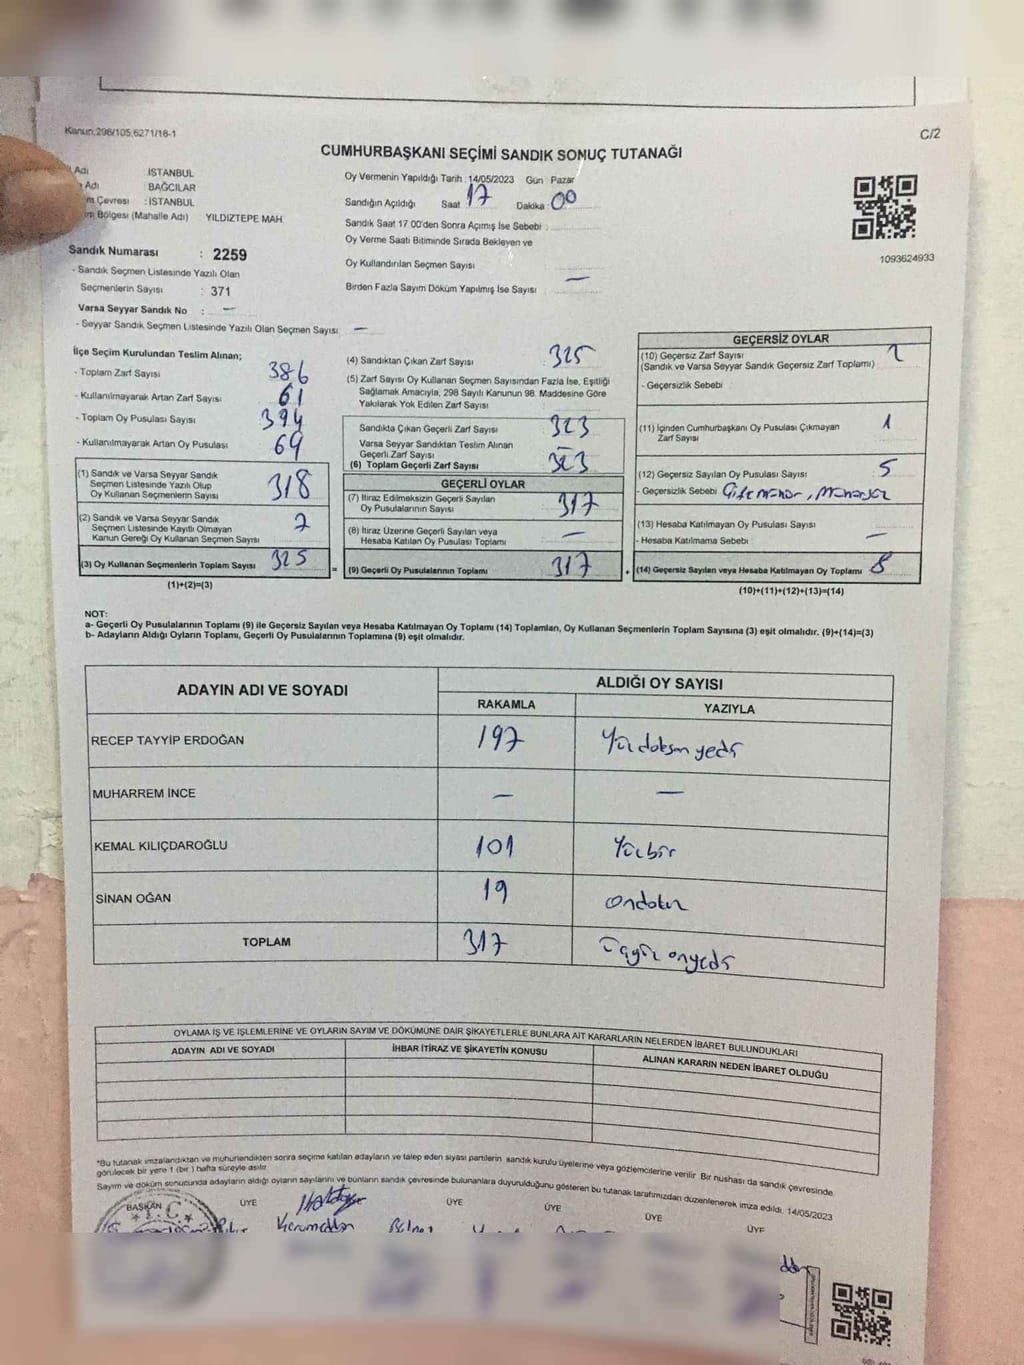 Kanun.298/105,6271/18-1
C/2
CUMHURBAŞKANI SEÇİMİ SANDIK SONUÇ TUTANAĞI
Adı İSTANBUL
Adı : BAĞCILAR
Çevresi : İSTANBUL
Bölgesi (Mahalle Adı) YILDIZTEPE MAH
Sandık Numarası : 2259
- Sandık Seçmen Listesinde Yazılı Olan
Seçmenlerin Sayısı : 371
Varsa Seyyar Sandık No : —
- Seyyar Sandık Seçmen Listesinde Yazılı Olan Seçmen Sayısı : —
Oy Vermenin Yapıldığı Tarih : 14/05/2023 Gün : Pazar
Sandığın Açıldığı Saat 17 Dakika 00
Sandık Saat 17.00'den Sonra Açımış İse Sebebi :
Oy Verme Saati Bitiminde Sırada Bekleyen ve
Oy Kullandırılan Seçmen Sayısı
Birden Fazla Sayım Döküm Yapılmış İse Sayısı : —
1093624933
İlçe Seçim Kurulundan Teslim Alınan;
- Toplam Zarf Sayısı 386
- Kullanılmayarak Artan Zarf Sayısı 61
- Toplam Oy Pusulası Sayısı 394
- Kullanılmayarak Artan Oy Pusulası 69
(1) Sandık ve Varsa Seyyar Sandık
Seçmen Listesinde Yazılı Olup
Oy Kullanan Seçmenlerin Sayısı 318
(2) Sandık ve Varsa Seyyar Sandık
Seçmen Listesinde Kayıtlı Olmayan
Kanun Gereği Oy Kullanan Seçmen Sayısı 7
(3) Oy Kullanan Seçmenlerin Toplam Sayısı 325
(1)+(2)=(3)
(4) Sandıktan Çıkan Zarf Sayısı 325
(5) Zarf Sayısı Oy Kullanan Seçmen Sayısından Fazla İse, Eşitliği
Sağlamak Amacıyla, 298 Sayılı Kanunun 98. Maddesine Göre
Yakılarak Yok Edilen Zarf Sayısı
Sandıkta Çıkan Geçerli Zarf Sayısı 323
Varsa Seyyar Sandıktan Teslim Alınan
Geçerli Zarf Sayısı —
(6) Toplam Geçerli Zarf Sayısı 323
GEÇERLİ OYLAR
(7) İtiraz Edilmeksizin Geçerli Sayılan
Oy Pusulalarının Sayısı 317
(8) İtiraz Üzerine Geçerli Sayılan veya
Hesaba Katılan Oy Pusulası Toplamı —
= (9) Geçerli Oy Pusulalarının Toplamı 317
GEÇERSİZ OYLAR
(10) Geçersiz Zarf Sayısı 2
(Sandık ve Varsa Seyyar Sandık Geçersiz Zarf Toplamı)
- Geçersizlik Sebebi
(11) İçinden Cumhurbaşkanı Oy Pusulası Çıkmayan
Zarf Sayısı 1
(12) Geçersiz Sayılan Oy Pusulası Sayısı 5
- Geçersizlik Sebebi
(13) Hesaba Katılmayan Oy Pusulası Sayısı
- Hesaba Katılmama Sebebi : —
+ (14) Geçersiz Sayılan veya Hesaba Katılmayan Oy Toplamı 8
(10)+(11)+(12)+(13)=(14)
NOT:
a- Geçerli Oy Pusulalarının Toplamı (9) ile Geçersiz Sayılan veya Hesaba Katılmayan Oy Toplamı (14) Toplamları, Oy Kullanan Seçmenlerin Toplam Sayısına (3) eşit olmalıdır. (9)+(14)=(3)
b- Adayların Aldığı Oyların Toplamı, Geçerli Oy Pusulalarının Toplamına (9) eşit olmalıdır.
ADAYIN ADI VE SOYADI
ALDIĞI OY SAYISI
RAKAMLA YAZIYLA
RECEP TAYYİP ERDOĞAN 197 Yüzdoksan yedi
MUHARREM İNCE — —
KEMAL KILIÇDAROĞLU 101 Yüzbir
SİNAN OĞAN 19 ondokuz
TOPLAM 317 üçyüz onyedi
OYLAMA İŞ VE İŞLEMLERİNE VE OYLARIN SAYIM VE DÖKÜMÜNE DAİR ŞİKAYETLERLE BUNLARA AİT KARARLARIN NELERDEN İBARET BULUNDUKLARI
ADAYIN ADI VE SOYADI İHBAR İTİRAZ VE ŞİKAYETİN KONUSU ALINAN KARARIN NEDEN İBARET OLDUĞU
*Bu tutanak imzalandıktan ve mühürlendikten sonra seçime katılan adayların ve talep eden siyasi partilerin sandık kurulu üyelerine veya gözlemcilerine verilir. Bir nüshası da sandık çevresinde
görülecek bir yere 1 (bir) hafta süreyle asılır.
Sayım ve döküm sonucunda adayların aldığı oyların sayılarını ve bunların sandık çevresinde bulunanlara duyurulduğunu gösteren bu tutanak tarafımızdan düzenlenerek imza edildi. 14/05/2023
BAŞKAN ÜYE ÜYE ÜYE ÜYE ÜYE
T.C.